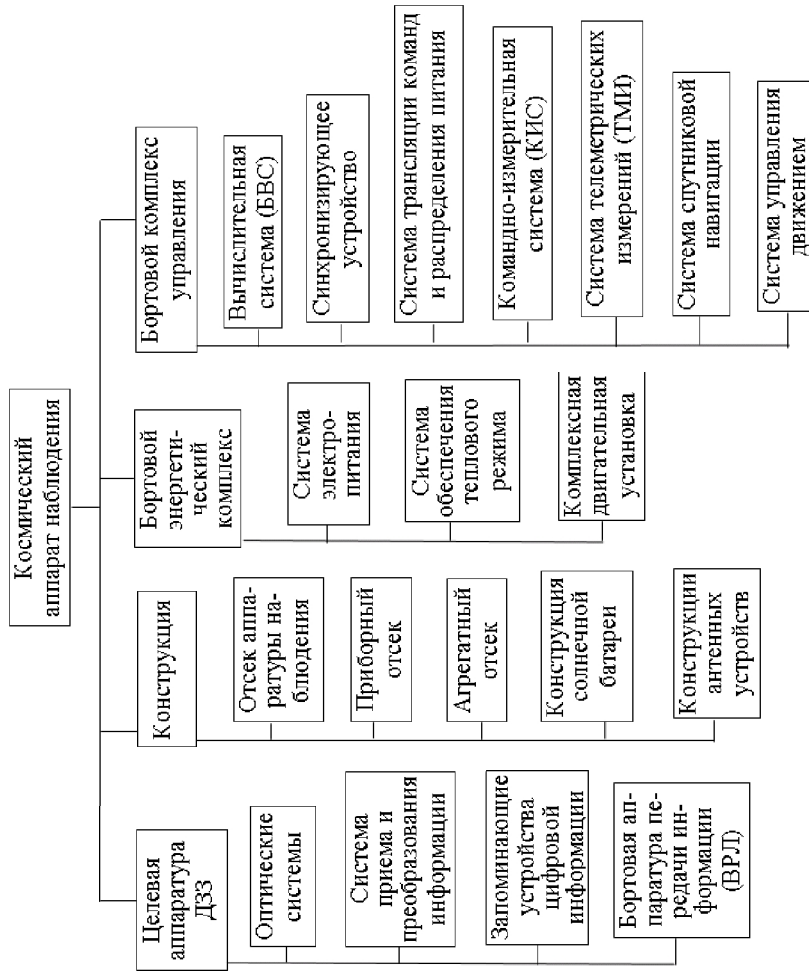 Космический
аппарат наблюдения
Целевая
аппаратура
ДЗЗ
Оптические
системы
Система
приема и
преобразования
информации
Запоминающие
устройства
цифровой
информации
Бортовая ап-
паратура пе-
редачи ин-
формации
(ВРЛ)
Конструкция
Отсек аппа-
ратуры на-
блюдения
Приборный
отсек
Агрегатный
отсек
Конструкция
солнечной
батареи
Конструкции
антенных
устройств
Бортовой
энергети-
ческий
комплекс
Система
электро-
питания
Система
обеспечения
теплового
режима
Комплексная
двигательная
установка
Бортовой комплекс
управления
Вычислительная
система (БВС)
Синхронизирующее
устройство
Система трансляции команд
и распределения питания
Командно-измерительная
система (КИС)
Система телеметрических
измерений (ТМИ)
Система спутниковой
навигации
Система управления
движением